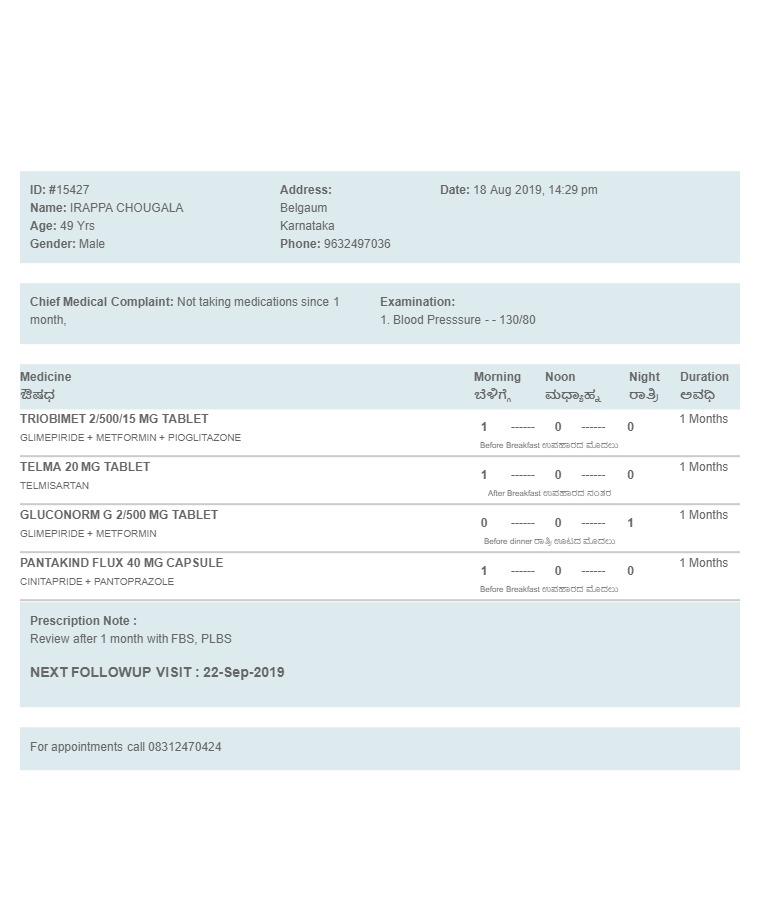 ID: #15427
Name: IRAPPA CHOUGALA
Age: 49 Yrs
Gender: Male
Address:
Belgaum
Karnataka
Phone: 9632497036
Date: 18 Aug 2019, 14:29 pm
Chief Medical Complaint: Not taking medications since 1
month,
Examination:
1. Blood Presssure - - 130/80
Medicine Morning Noon Night Duration
ಔಷಧ ಬೆಳಿಗ್ಗೆ ಮಧ್ಯಾಹ್ನ ರಾತ್ರಿ ಅವಧಿ
TRIOBIMET 2/500/15 MG TABLET 1 ------ 0 ------ 0 1 Months
GLIMEPIRIDE + METFORMIN + PIOGLITAZONE
Before Breakfast ಉಪಹಾರದ ಮೊದಲು
TELMA 20 MG TABLET 1 ------ 0 ------ 0 1 Months
TELMISARTAN
After Breakfast ಉಪಹಾರದ ನಂತರ
GLUCONORM G 2/500 MG TABLET 0 ------ 0 ------ 1 1 Months
GLIMEPIRIDE + METFORMIN
Before dinner ರಾತ್ರಿ ಊಟದ ಮೊದಲು
PANTAKIND FLUX 40 MG CAPSULE 1 ------ 0 ------ 0 1 Months
CINITAPRIDE + PANTOPRAZOLE
Before Breakfast ಉಪಹಾರದ ಮೊದಲು
Prescription Note :
Review after 1 month with FBS, PLBS
NEXT FOLLOWUP VISIT : 22-Sep-2019
For appointments call 08312470424